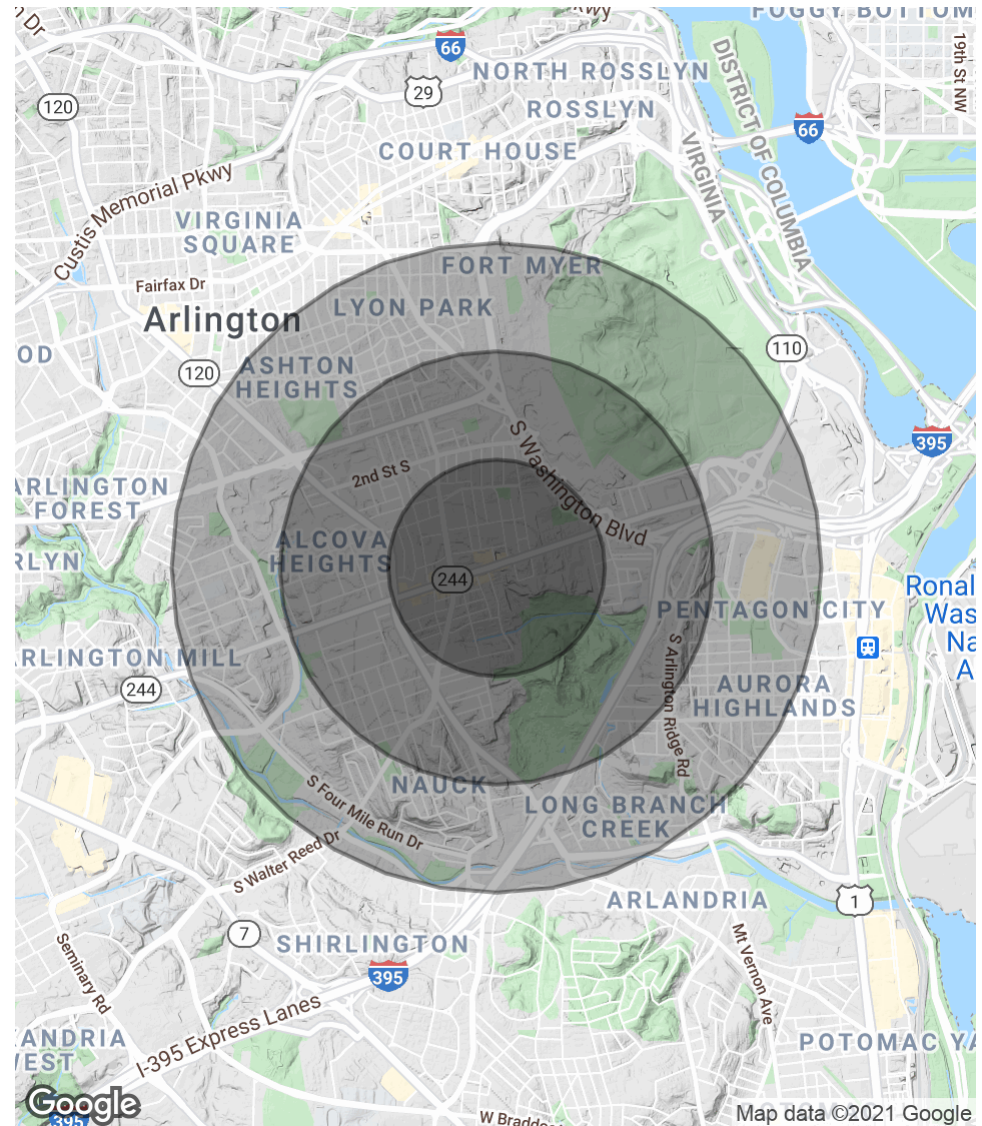 Dr
Pkwy
FOGGY BOTTOM
66
19th St NW
NORTH ROSSLYN
29
120
ROSSLYN
66
DISTRICT OF COLUMBIA
VIRGINIA
COURT HOUSE
Custis Memorial Pkwy
VIRGINIA
SQUARE
FORT MYER
Fairfax Dr
LYON PARK
Arlington
OD
110
ASHTON
HEIGHTS
120
395
S Washington Blvd
2nd St S
ARLINGTON
FOREST
ALCOVA
HEIGHTS
RLYN
244
Ronal
Was
Na
A
PENTAGON CITY
ARLINGTON MILL
244
S Arlington Ridge Rd
AURORA
HIGHLANDS
NAUCK
S Four Mile Run Dr
LONG BRANCH
CREEK
S Walter Reed Dr
ARLANDRIA
1
7
SHIRLINGTON
Mt Vernon Ave
Seminary Rd
395
I-395 Express Lanes
ANDRIA
WEST
POTOMAC YA
Google
395
W Braddo
Map data ©2021 Google